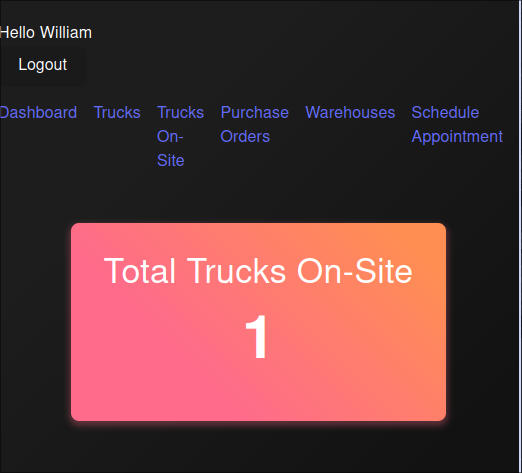 Hello William
Logout
Dashboard Trucks Trucks Purchase Warehouses Schedule
On- Orders Appointment
Site
Total Trucks On-Site
1